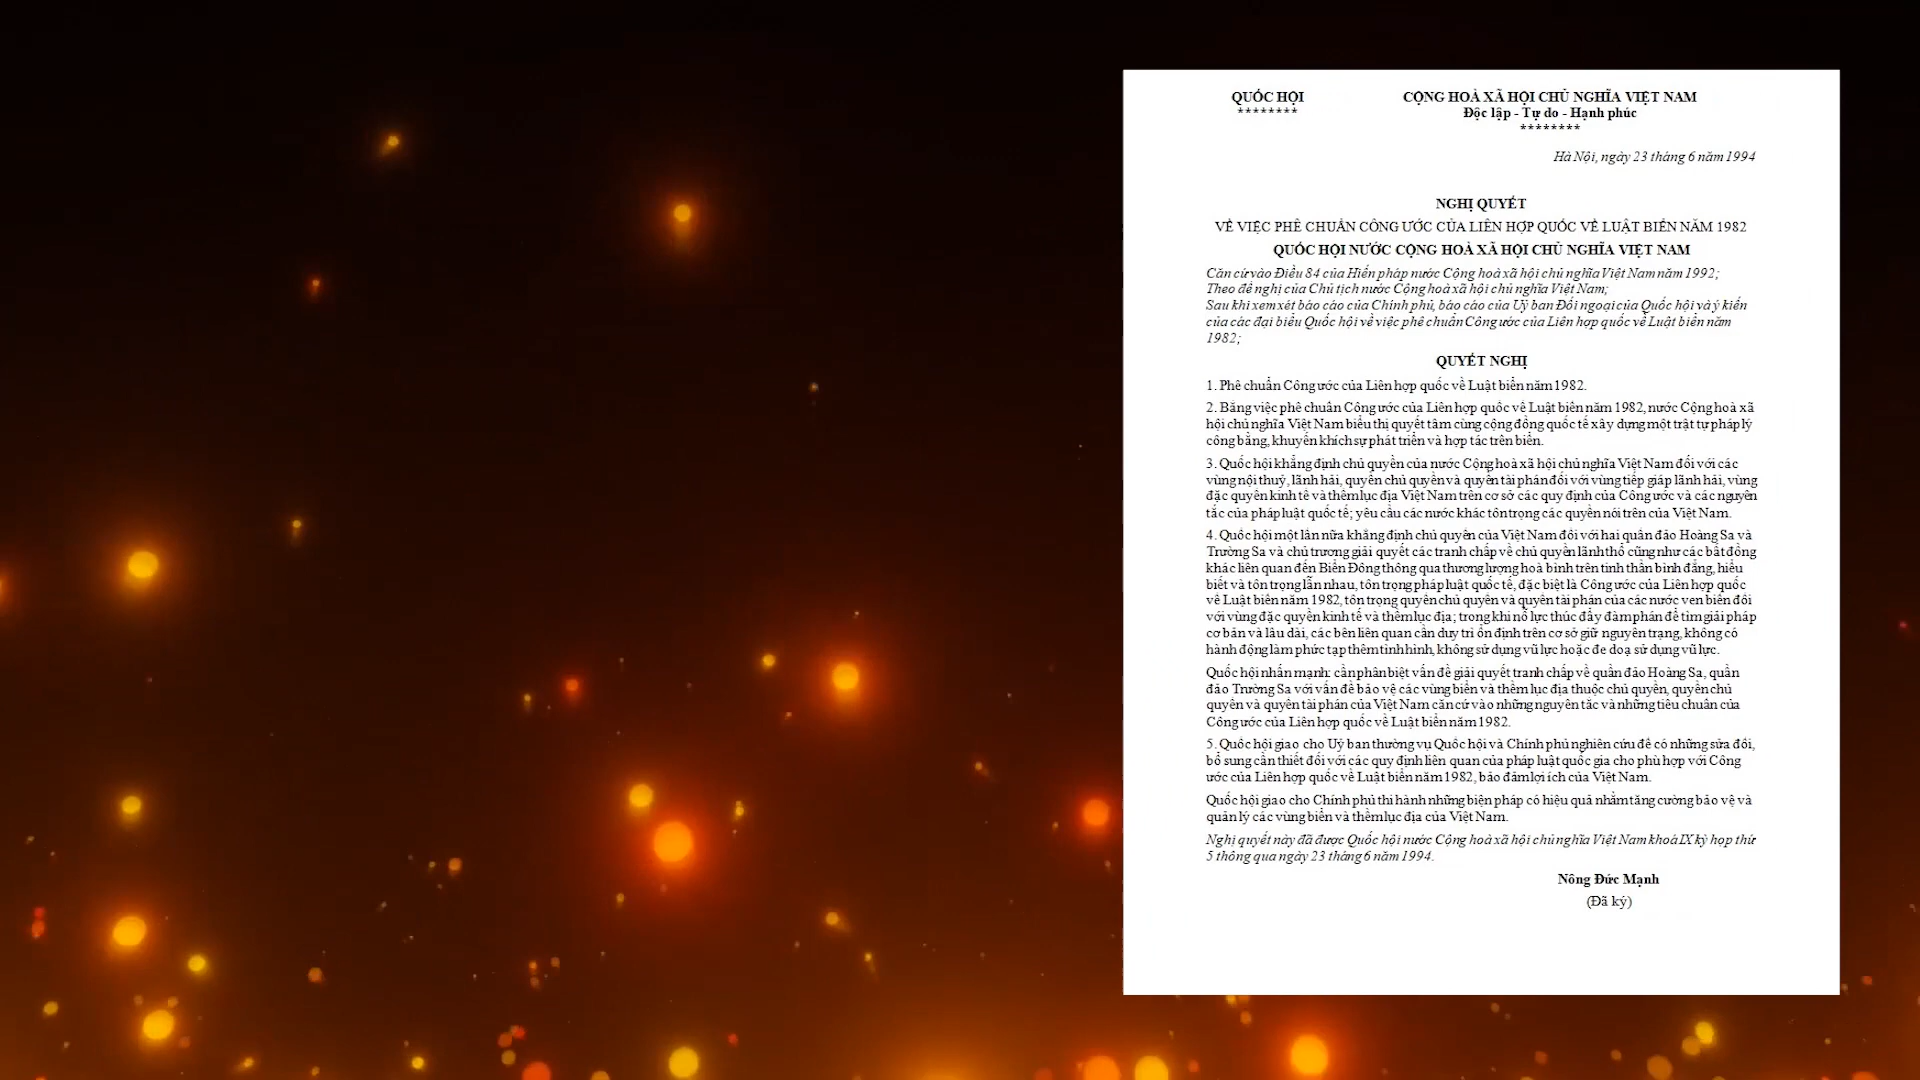 QUỐC HỘI
********
CỘNG HOÀ XÃ HỘI CHỦ NGHĨA VIỆT NAM
Độc lập - Tự do - Hạnh phúc
********
Hà Nội, ngày 23 tháng 6 năm 1994
NGHỊ QUYẾT
VỀ VIỆC PHÊ CHUẨN CÔNG ƯỚC CỦA LIÊN HỢP QUỐC VỀ LUẬT BIỂN NĂM 1982
QUỐC HỘI NƯỚC CỘNG HOÀ XÃ HỘI CHỦ NGHĨA VIỆT NAM
Căn cứ vào Điều 84 của Hiến pháp nước Cộng hoà xã hội chủ nghĩa Việt Nam năm 1992;
Theo đề nghị của Chủ tịch nước Cộng hoà xã hội chủ nghĩa Việt Nam;
Sau khi xem xét báo cáo của Chính phủ, báo cáo của Uỷ ban Đối ngoại của Quốc hội và ý kiến
của các đại biểu Quốc hội về việc phê chuẩn Công ước của Liên hợp quốc về Luật biển năm
1982;
QUYẾT NGHỊ
1. Phê chuẩn Công ước của Liên hợp quốc về Luật biển năm 1982.
2. Bằng việc phê chuẩn Công ước của Liên hợp quốc về Luật biển năm 1982, nước Cộng hoà xã
hội chủ nghĩa Việt Nam biểu thị quyết tâm cùng cộng đồng quốc tế xây dựng một trật tự pháp lý
công bằng, khuyến khích sự phát triển và hợp tác trên biển.
3. Quốc hội khẳng định chủ quyền của nước Cộng hoà xã hội chủ nghĩa Việt Nam đối với các
vùng nội thuỷ, lãnh hải, quyền chủ quyền và quyền tài phán đối với vùng tiếp giáp lãnh hải, vùng
đặc quyền kinh tế và thềm lục địa Việt Nam trên cơ sở các quy định của Công ước và các nguyên
tắc của pháp luật quốc tế; yêu cầu các nước khác tôn trọng các quyền nói trên của Việt Nam.
4. Quốc hội một lần nữa khẳng định chủ quyền của Việt Nam đối với hai quần đảo Hoàng Sa và
Trường Sa và chủ trương giải quyết các tranh chấp về chủ quyền lãnh thổ cũng như các bất đồng
khác liên quan đến Biển Đông thông qua thương lượng hoà bình trên tinh thần bình đẳng, hiểu
biết và tôn trọng lẫn nhau, tôn trọng pháp luật quốc tế, đặc biệt là Công ước của Liên hợp quốc
về Luật biển năm 1982, tôn trọng quyền chủ quyền và quyền tài phán của các nước ven biển đối
với vùng đặc quyền kinh tế và thềm lục địa; trong khi nỗ lực thúc đẩy đàm phán để tìm giải pháp
cơ bản và lâu dài, các bên liên quan cần duy trì ổn định trên cơ sở giữ nguyên trạng, không có
hành động làm phức tạp thêm tình hình, không sử dụng vũ lực hoặc đe doạ sử dụng vũ lực.
Quốc hội nhấn mạnh: cần phân biệt vấn đề giải quyết tranh chấp về quần đảo Hoàng Sa, quần
đảo Trường Sa với vấn đề bảo vệ các vùng biển và thềm lục địa thuộc chủ quyền, quyền chủ
quyền và quyền tài phán của Việt Nam căn cứ vào những nguyên tắc và những tiêu chuẩn của
Công ước của Liên hợp quốc về Luật biển năm 1982.
5. Quốc hội giao cho Uỷ ban thường vụ Quốc hội và Chính phủ nghiên cứu để có những sửa đổi,
bổ sung cần thiết đối với các quy định liên quan của pháp luật quốc gia cho phù hợp với Công
ước của Liên hợp quốc về Luật biển năm 1982, bảo đảm lợi ích của Việt Nam.
Quốc hội giao cho Chính phủ thi hành những biện pháp có hiệu quả nhằm tăng cường bảo vệ và
quản lý các vùng biển và thềm lục địa của Việt Nam.
Nghị quyết này đã được Quốc hội nước Cộng hoà xã hội chủ nghĩa Việt Nam khoá IX kỳ họp thứ
5 thông qua ngày 23 tháng 6 năm 1994.
Nông Đức Mạnh
(Đã ký)